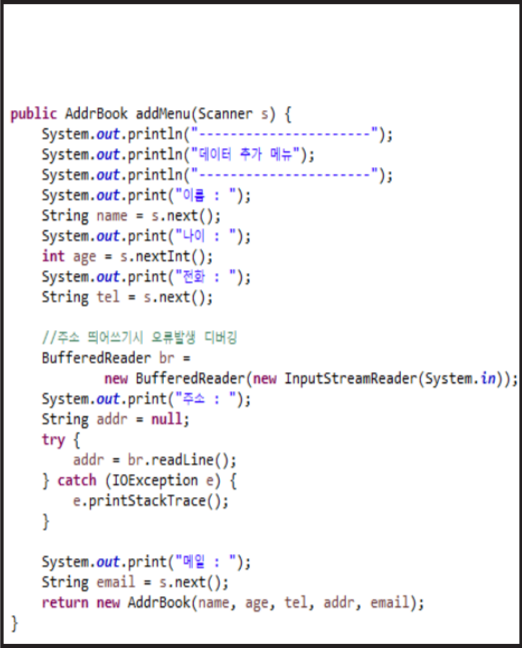 public AddrBook addMenu(Scanner s) {
    System.out.println("----------------------");
    System.out.println("데이터 추가 메뉴");
    System.out.println("----------------------");
    System.out.print("이름 : ");
    String name = s.next();
    System.out.print("나이 : ");
    int age = s.nextInt();
    System.out.print("전화 : ");
    String tel = s.next();

    //주소 띄어쓰기시 오류발생 디버깅
    BufferedReader br =
            new BufferedReader(new InputStreamReader(System.in));
    System.out.print("주소 : ");
    String addr = null;
    try {
        addr = br.readLine();
    } catch (IOException e) {
        e.printStackTrace();
    }

    System.out.print("메일 : ");
    String email = s.next();
    return new AddrBook(name, age, tel, addr, email);
}